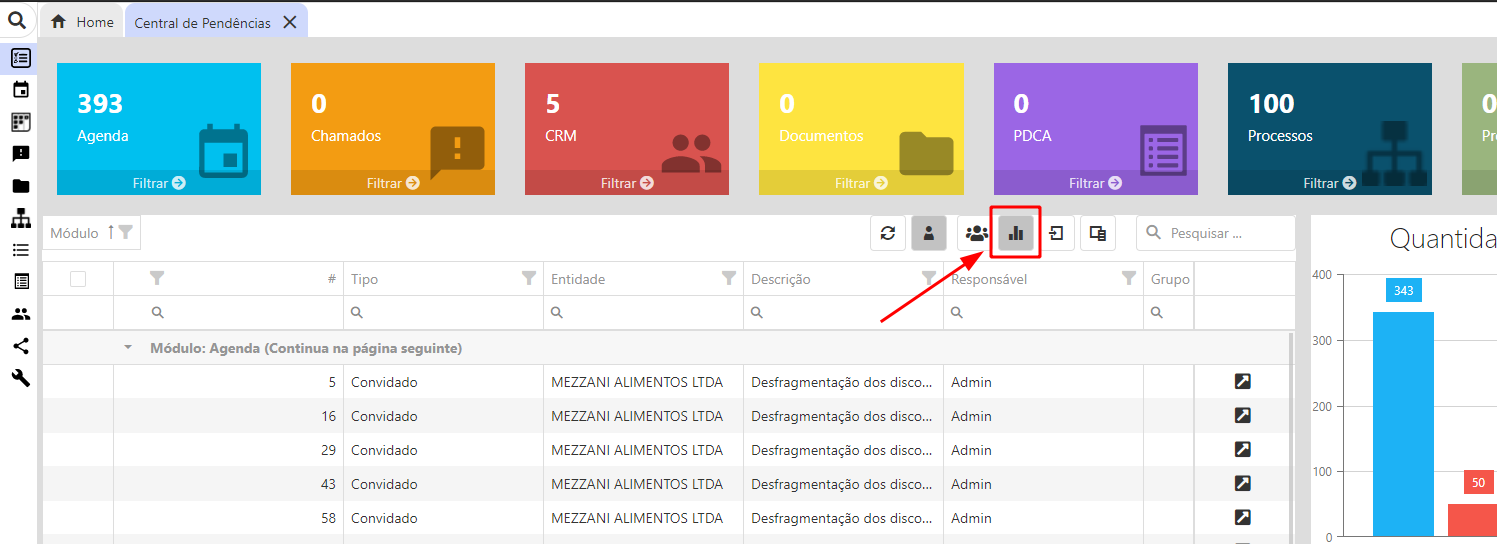 Home
Central de Pendências
393
Agenda
Filtrar
0
Chamados
Filtrar
5
CRM
Filtrar
0
Documentos
Filtrar
0
PDCA
Filtrar
100
Processos
Filtrar
0
Módulo
Pesquisar ...
# Tipo Entidade Descrição Responsável Grupo
Módulo: Agenda (Continua na página seguinte)
5 Convidado MEZZANI ALIMENTOS LTDA Desfragmentação dos disco... Admin
16 Convidado MEZZANI ALIMENTOS LTDA Desfragmentação dos disco... Admin
29 Convidado MEZZANI ALIMENTOS LTDA Desfragmentação dos disco... Admin
43 Convidado MEZZANI ALIMENTOS LTDA Desfragmentação dos disco... Admin
58 Convidado MEZZANI ALIMENTOS LTDA Desfragmentação dos disco... Admin
Quantida
400
343
300
200
100
50
0